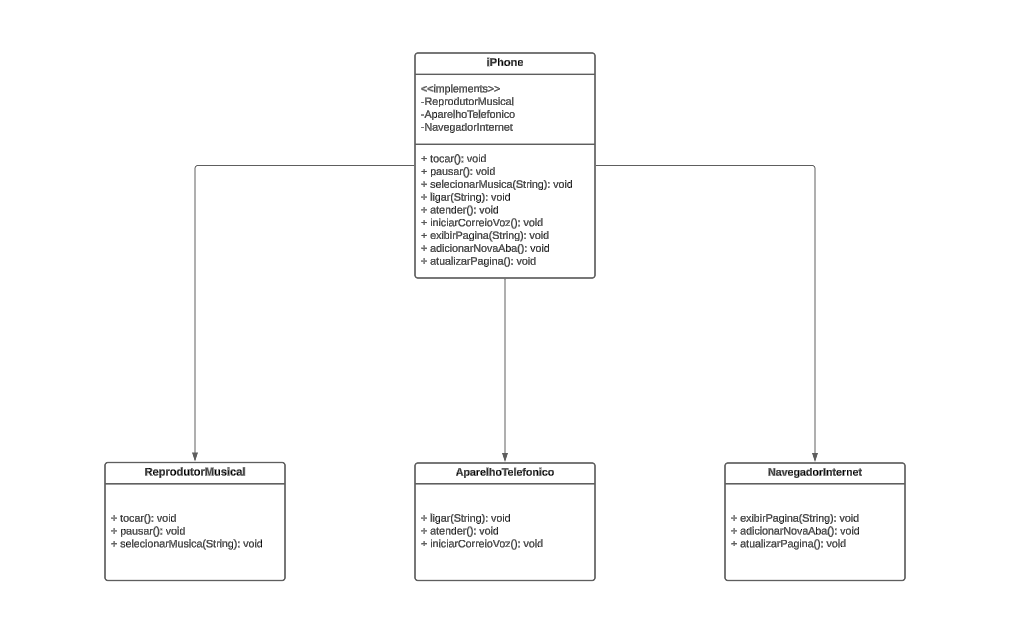 iPhone
<<implements>>
-ReprodutorMusical
-AparelhoTelefonico
-NavegadorInternet
+ tocar(): void
+ pausar(): void
+ selecionarMusica(String): void
+ ligar(String): void
+ atender(): void
+ iniciarCorreioVoz(): void
+ exibirPagina(String): void
+ adicionarNovaAba(): void
+ atualizarPagina(): void
ReprodutorMusical
+ tocar(): void
+ pausar(): void
+ selecionarMusica(String): void
AparelhoTelefonico
+ ligar(String): void
+ atender(): void
+ iniciarCorreioVoz(): void
NavegadorInternet
+ exibirPagina(String): void
+ adicionarNovaAba(): void
+ atualizarPagina(): void